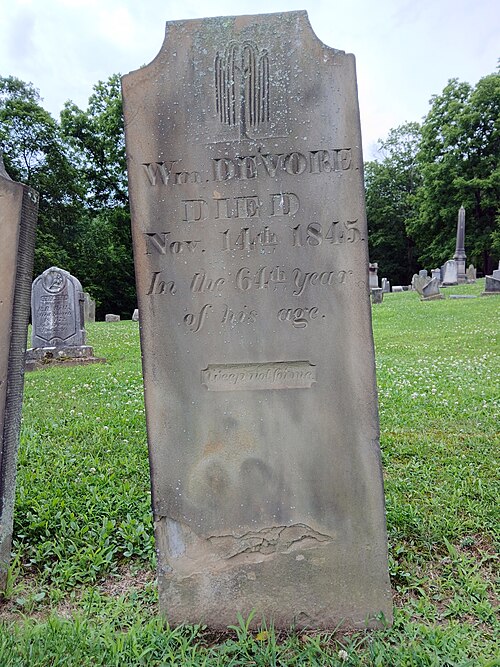 Wm. DEVORE.
DIED
Nov. 14th 1845.
In the 64th year
of his age.
Weep not for me.